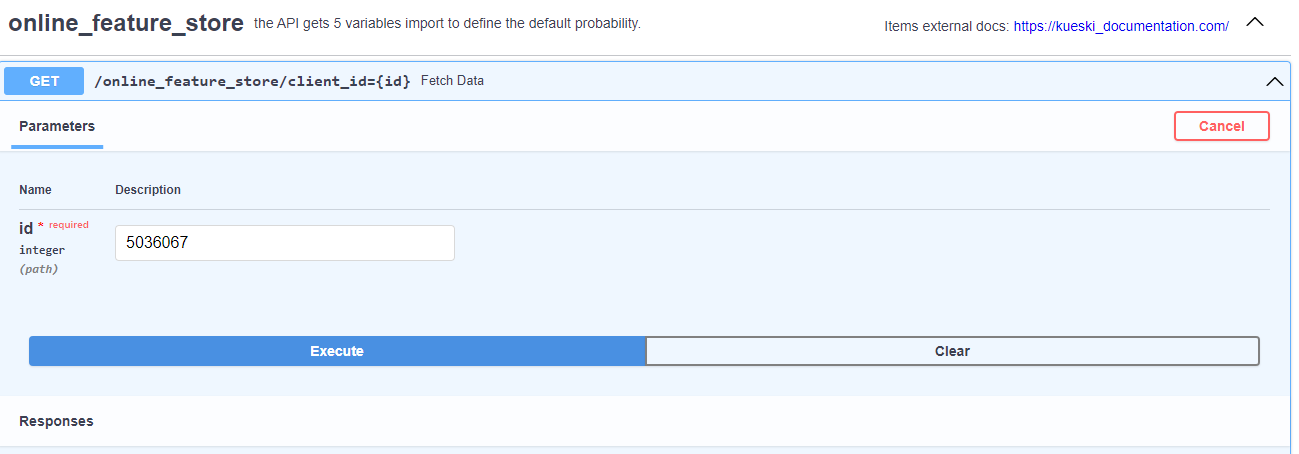 online_feature_store the API gets 5 variables import to define the default probability. Items external docs: https://kueski_documentation.com/
GET /online_feature_store/client_id={id} Fetch Data
Parameters Cancel
Name Description
id * required 5036067
integer
(path)
Execute Clear
Responses